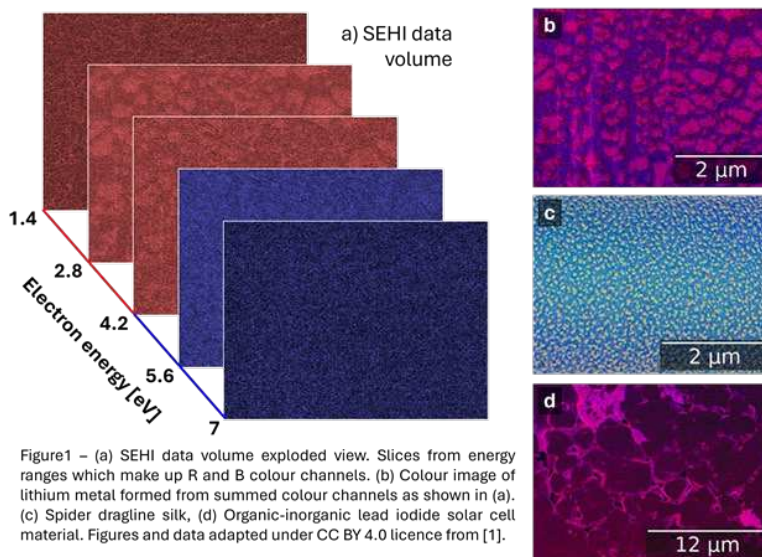 a) SEHI data
volume
1.4
2.8
4.2
5.6
7
Electron energy [eV]
b
2 µm
c
2 µm
d
12 µm
Figure1 – (a) SEHI data volume exploded view. Slices from energy
ranges which make up R and B colour channels. (b) Colour image of
lithium metal formed from summed colour channels as shown in (a).
(c) Spider dragline silk, (d) Organic-inorganic lead iodide solar cell
material. Figures and data adapted under CC BY 4.0 licence from [1].